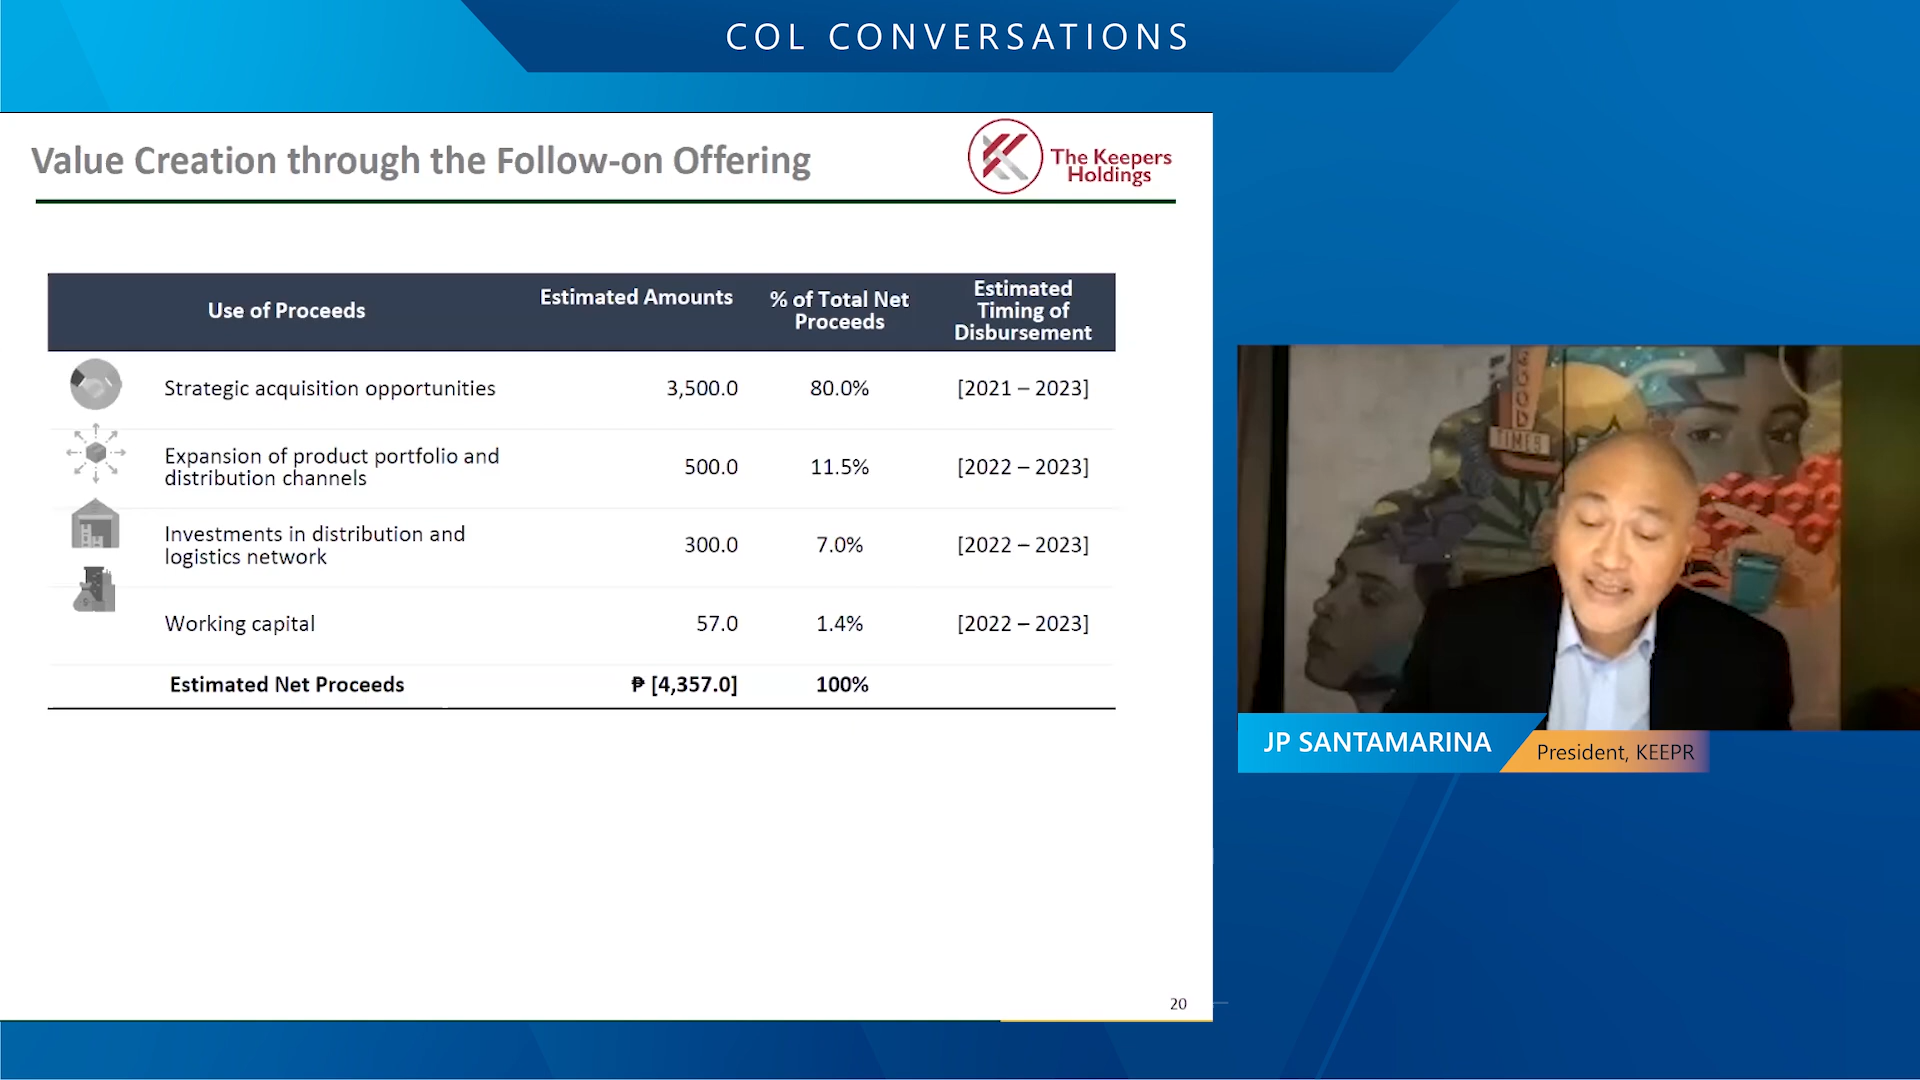 COL CONVERSATIONS
Value Creation through the Follow-on Offering
The Keepers
Holdings
Use of Proceeds
Estimated Amounts
% of Total Net
Proceeds
Estimated
Timing of
Disbursement
Strategic acquisition opportunities 3,500.0 80.0% [2021 – 2023]
Expansion of product portfolio and
distribution channels
500.0 11.5% [2022 – 2023]
Investments in distribution and
logistics network
300.0 7.0% [2022 – 2023]
Working capital 57.0 1.4% [2022 – 2023]
Estimated Net Proceeds ₱ [4,357.0] 100%
20
GOOD
TIMES
JP SANTAMARINA
President, KEEPR